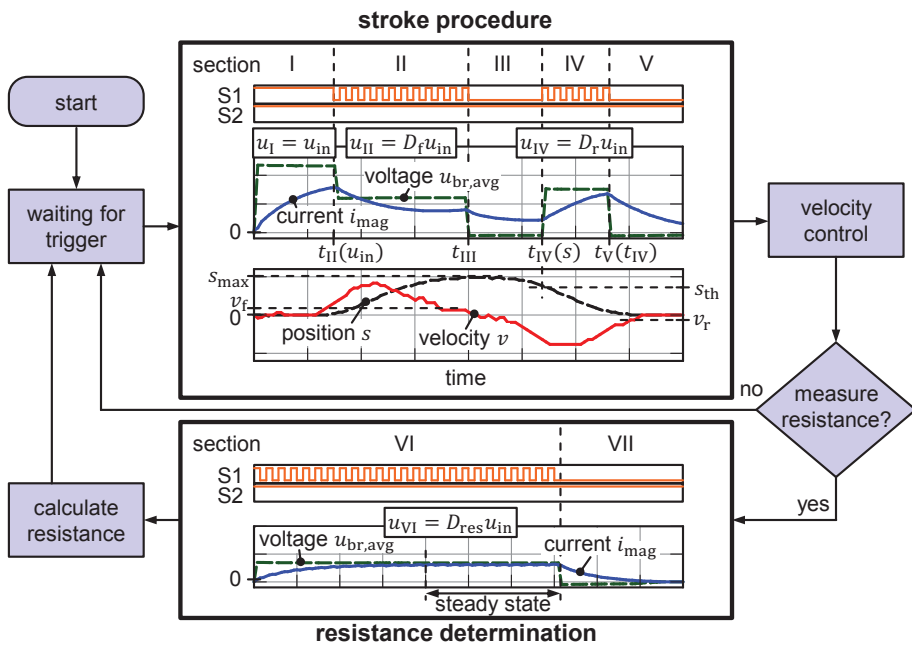 stroke procedure
start
waiting for
trigger
section I II III IV V
S1
S2
u_I = u_in
u_II = D_f u_in
u_IV = D_r u_in
voltage u_br,avg
current i_mag
0
t_II(u_in) t_III t_IV(s) t_V(t_IV)
s_max
s_th
v_f
0
v_r
position s
velocity v
time
velocity
control
no
measure
resistance?
yes
section VI VII
S1
S2
u_VI = D_res u_in
voltage u_br,avg
current i_mag
0
steady state
calculate
resistance
resistance determination